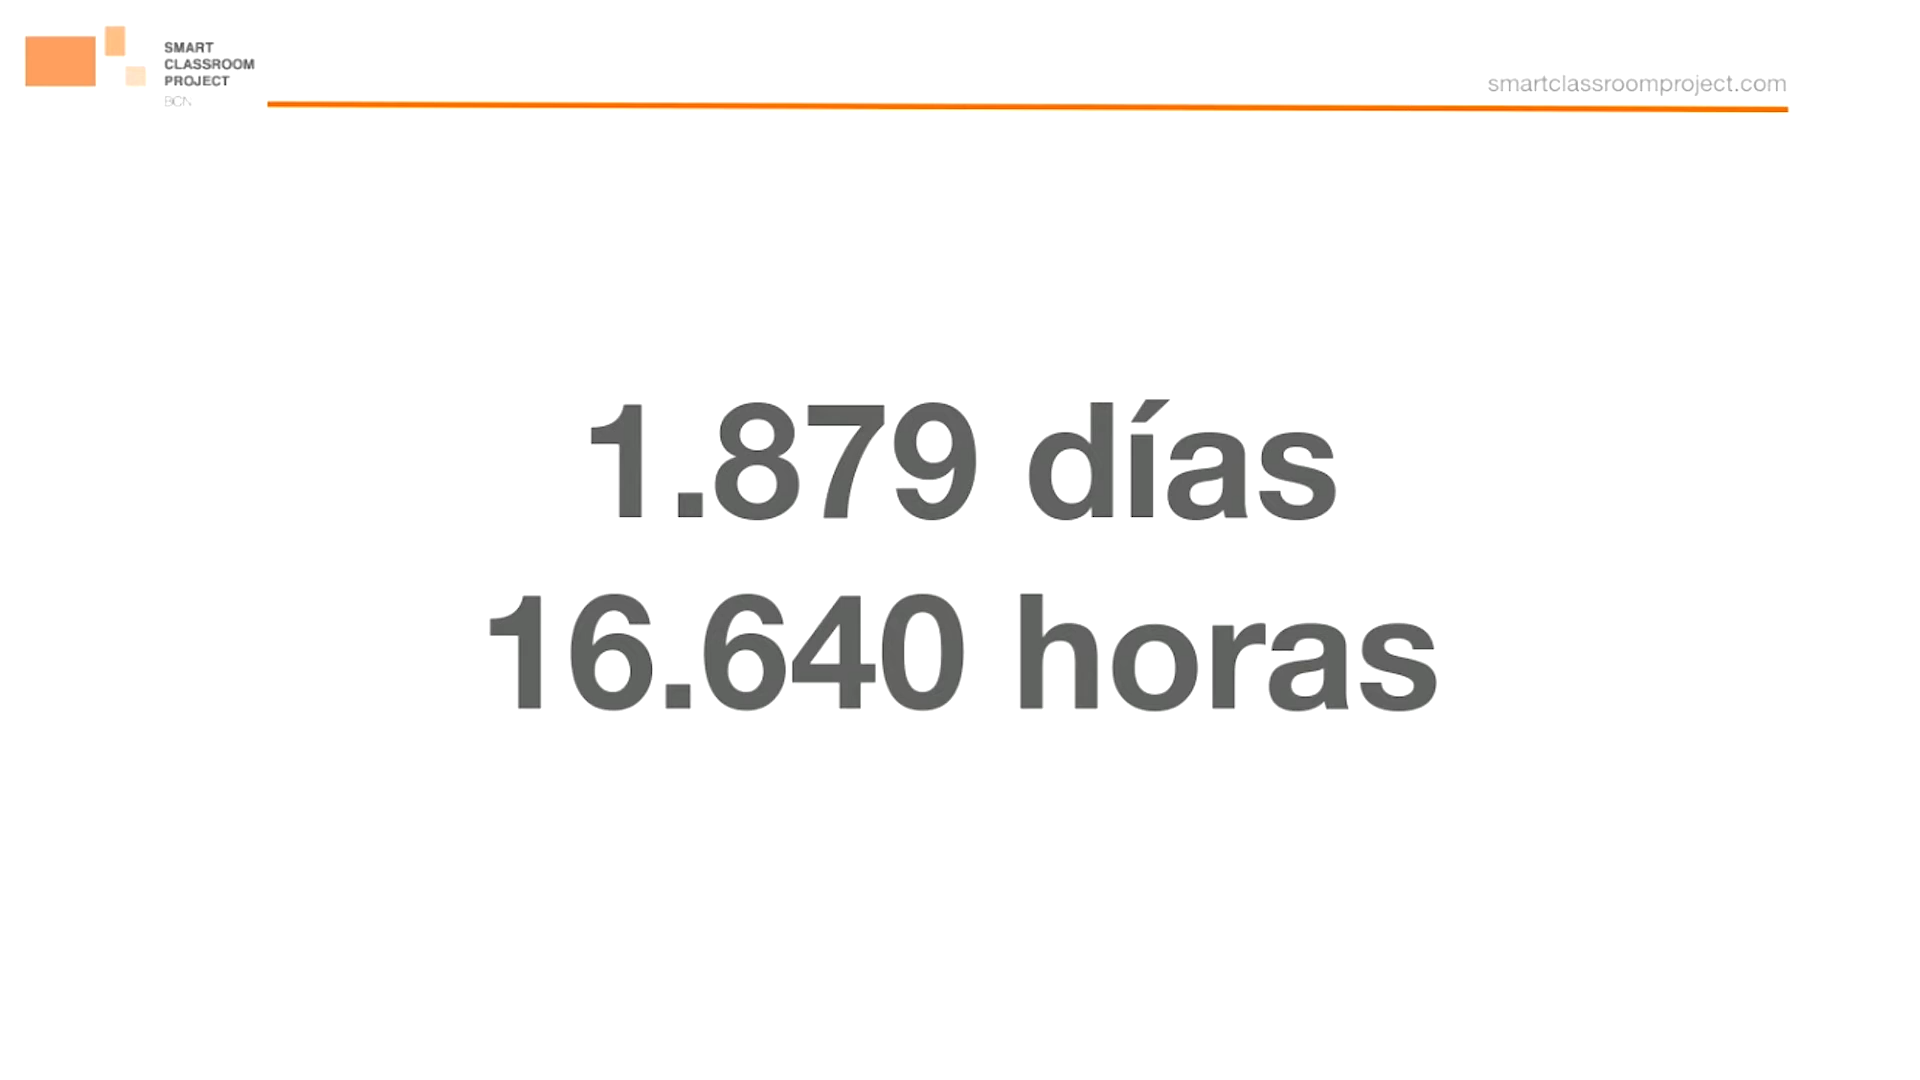 SMART
CLASSROOM
PROJECT
BCN
smartclassroomproject.com
1.879 días
16.640 horas